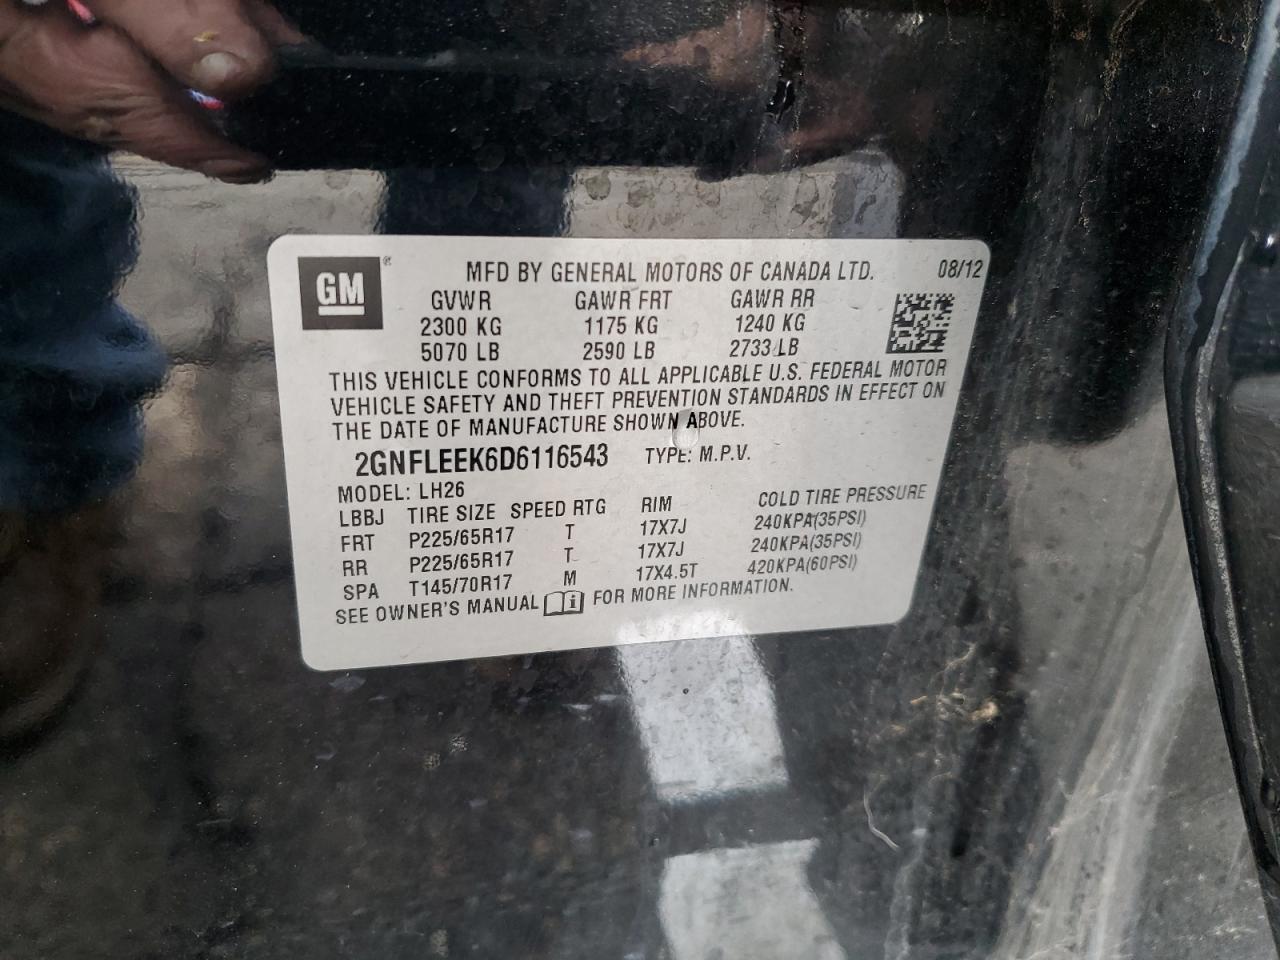 GM ®
MFD BY GENERAL MOTORS OF CANADA LTD. 08/12
GVWR GAWR FRT GAWR RR
2300 KG 1175 KG 1240 KG
5070 LB 2590 LB 2733 LB
THIS VEHICLE CONFORMS TO ALL APPLICABLE U.S. FEDERAL MOTOR
VEHICLE SAFETY AND THEFT PREVENTION STANDARDS IN EFFECT ON
THE DATE OF MANUFACTURE SHOWN ABOVE.
2GNFLEEK6D6116543 TYPE: M.P.V.
MODEL: LH26
LBBJ TIRE SIZE SPEED RTG RIM COLD TIRE PRESSURE
FRT P225/65R17 T 17X7J 240KPA(35PSI)
RR P225/65R17 T 17X7J 240KPA(35PSI)
SPA T145/70R17 M 17X4.5T 420KPA(60PSI)
SEE OWNER'S MANUAL FOR MORE INFORMATION.